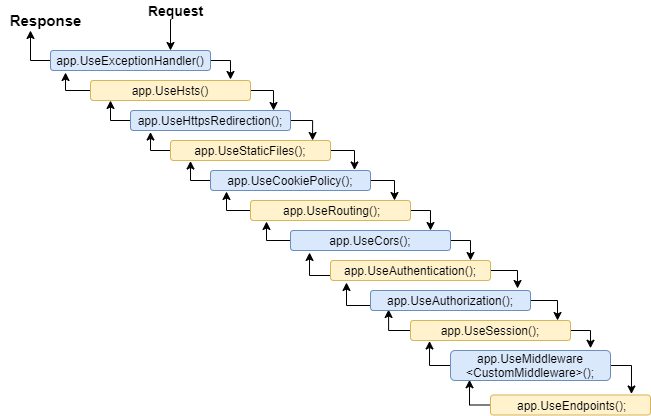 Request
Response
app.UseExceptionHandler()
app.UseHsts()
app.UseHttpsRedirection();
app.UseStaticFiles();
app.UseCookiePolicy();
app.UseRouting();
app.UseCors();
app.UseAuthentication();
app.UseAuthorization();
app.UseSession();
app.UseMiddleware
<CustomMiddleware>();
app.UseEndpoints();